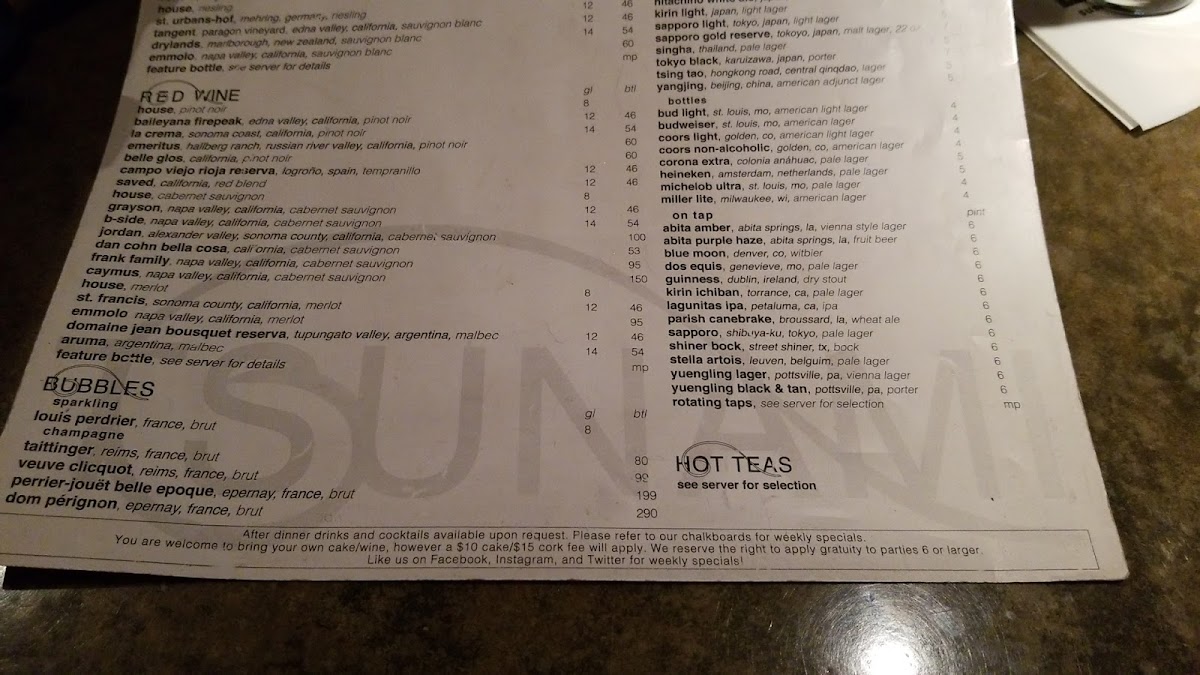 house, riesling 12 46
st. urbans-hof, mehring, germany, riesling 12 46
tangent, paragon vineyard, edna valley, california, sauvignon blanc 14 54
drylands, marlborough, new zealand, sauvignon blanc 60
emmolo, napa valley, california, sauvignon blanc mp
feature bottle, see server for details
RED WINE gl btl
house, pinot noir 8
baileyana firepeak, edna valley, california, pinot noir 12 46
la crema, sonoma coast, california, pinot noir 14 54
emeritus, hallberg ranch, russian river valley, california, pinot noir 60
belle glos, california, pinot noir 60
campo viejo rioja reserva, logroño, spain, tempranillo 12 46
saved, california, red blend 12 46
house, cabernet sauvignon 8
grayson, napa valley, california, cabernet sauvignon 12 46
b-side, napa valley, california, cabernet sauvignon 14 54
jordan, alexander valley, sonoma county, california, cabernet sauvignon 100
dan cohn bella cosa, california, cabernet sauvignon 53
frank family, napa valley, california, cabernet sauvignon 95
caymus, napa valley, california, cabernet sauvignon 150
house, merlot 8
st. francis, sonoma county, california, merlot 12 46
emmolo napa valley, california, merlot 95
domaine jean bousquet reserva, tupungato valley, argentina, malbec 12 46
aruma, argentina, malbec 14 54
feature bottle, see server for details mp
BUBBLES
sparkling gl btl
louis perdrier, france, brut 8
champagne
taittinger, reims, france, brut 80
veuve clicquot, reims, france, brut 99
perrier-jouët belle epoque, epernay, france, brut 199
dom pérignon, epernay, france, brut 290
kirin light, japan, light lager
sapporo light, tokyo, japan, light lager
sapporo gold reserve, tokoyo, japan, malt lager, 22 oz
singha, thailand, pale lager
tokyo black, karuizawa, japan, porter
tsing tao, hongkong road, central qingdao, lager 5
yangjing, beijing, china, american adjunct lager 5
bottles
bud light, st. louis, mo, american light lager 4
budweiser, st. louis, mo, american lager 4
coors light, golden, co, american light lager 4
coors non-alcoholic, golden, co, american lager 4
corona extra, colonia anáhuac, pale lager 5
heineken, amsterdam, netherlands, pale lager 5
michelob ultra, st. louis, mo, pale lager 4
miller lite, milwaukee, wi, american lager 4
on tap pint
abita amber, abita springs, la, vienna style lager 6
abita purple haze, abita springs, la, fruit beer 6
blue moon, denver, co, witbier 6
dos equis, genevieve, mo, pale lager 6
guinness, dublin, ireland, dry stout 6
kirin ichiban, torrance, ca, pale lager 6
lagunitas ipa, petaluma, ca, ipa 6
parish canebrake, broussard, la, wheat ale 6
sapporo, shibuya-ku, tokyo, pale lager 6
shiner bock, street shiner, tx, bock 6
stella artois, leuven, belguim, pale lager 6
yuengling lager, pottsville, pa, vienna lager 6
yuengling black & tan, pottsville, pa, porter 6
rotating taps, see server for selection mp
HOT TEAS
see server for selection
TSUNAMI
After dinner drinks and cocktails available upon request. Please refer to our chalkboards for weekly specials.
You are welcome to bring your own cake/wine, however a $10 cake/$15 cork fee will apply. We reserve the right to apply gratuity to parties 6 or larger.
Like us on Facebook, Instagram, and Twitter for weekly specials!